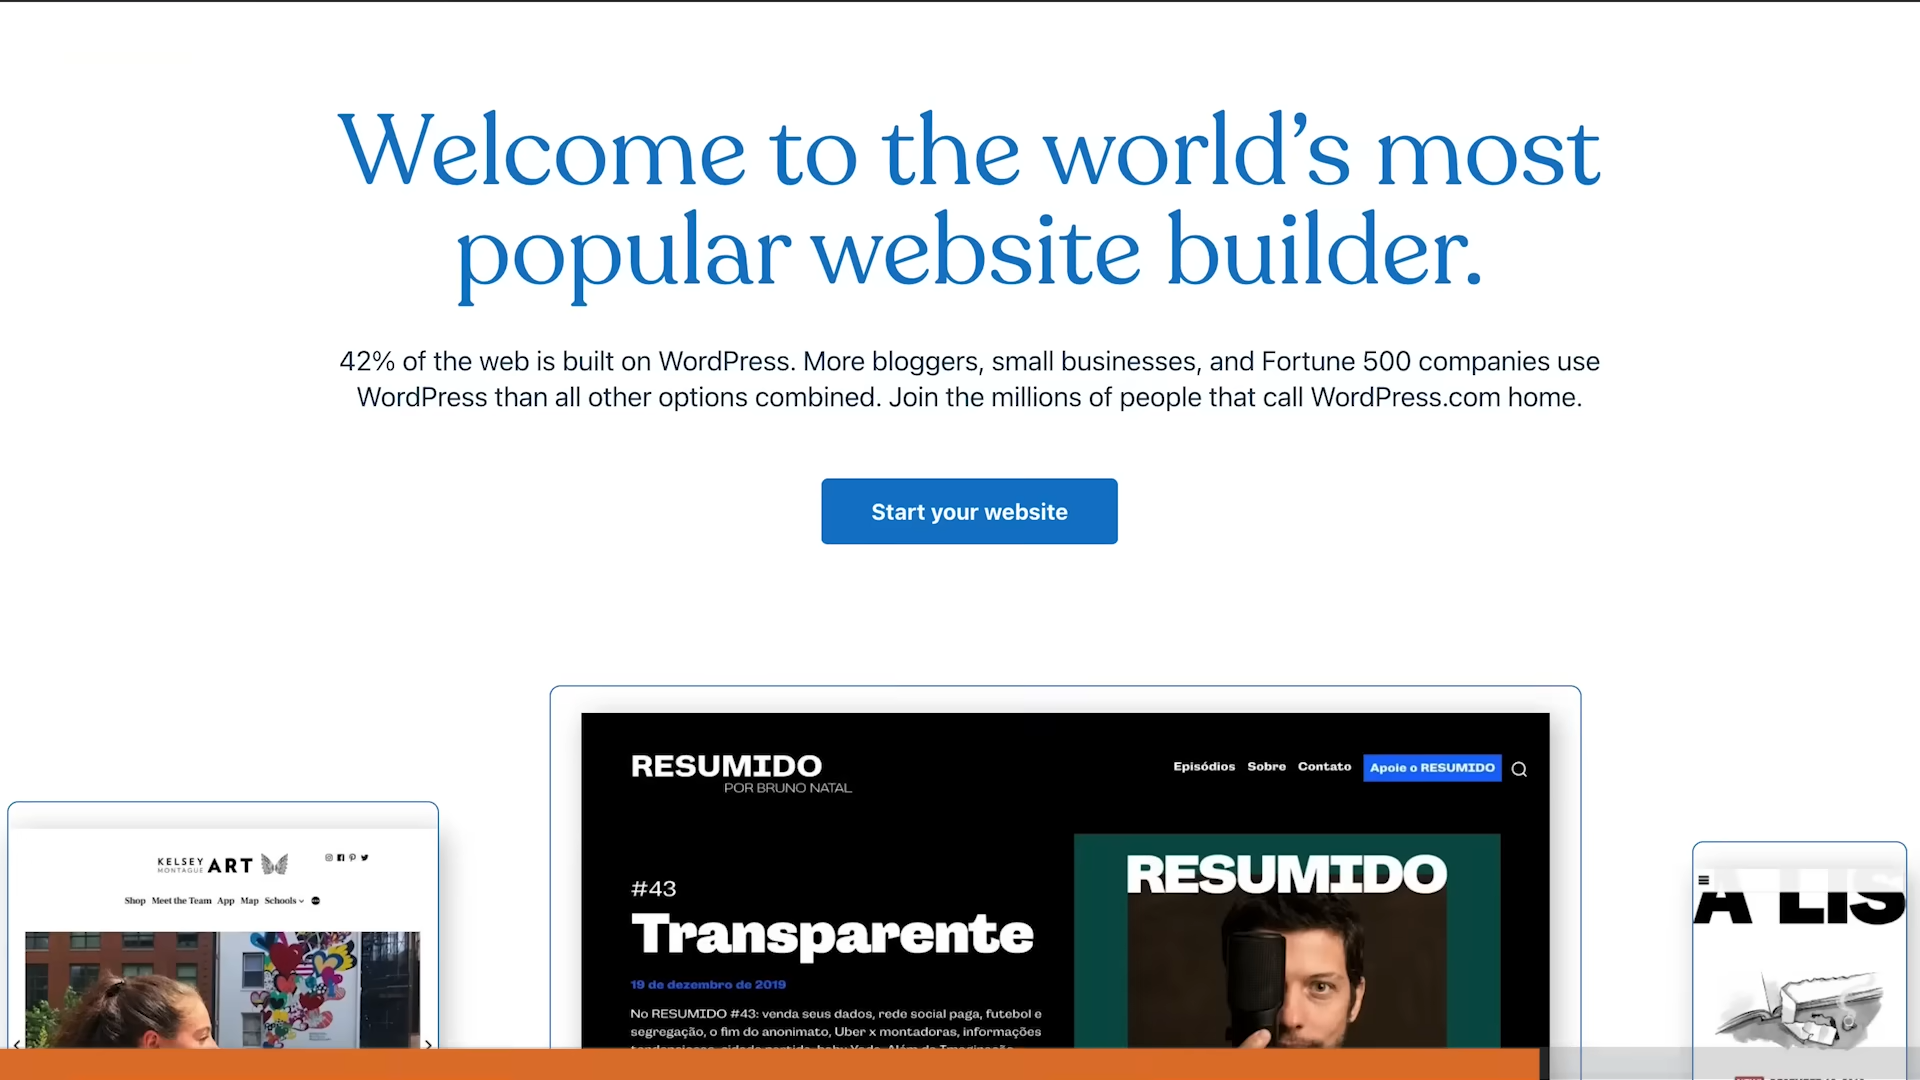 Welcome to the world’s most
popular website builder.
42% of the web is built on WordPress. More bloggers, small businesses, and Fortune 500 companies use
WordPress than all other options combined. Join the millions of people that call WordPress.com home.
Start your website
RESUMIDO
POR BRUNO NATAL
Episódios Sobre Contato Apoie o RESUMIDO
#43
Transparente
19 de dezembro de 2019
No RESUMIDO #43: venda seus dados, rede social paga, futebol e
segregação, o fim do anonimato, Uber x montadoras, informações
RESUMIDO
KELSEY
MONTAGUE
ART
Shop Meet the Team App Map Schools
A LIS